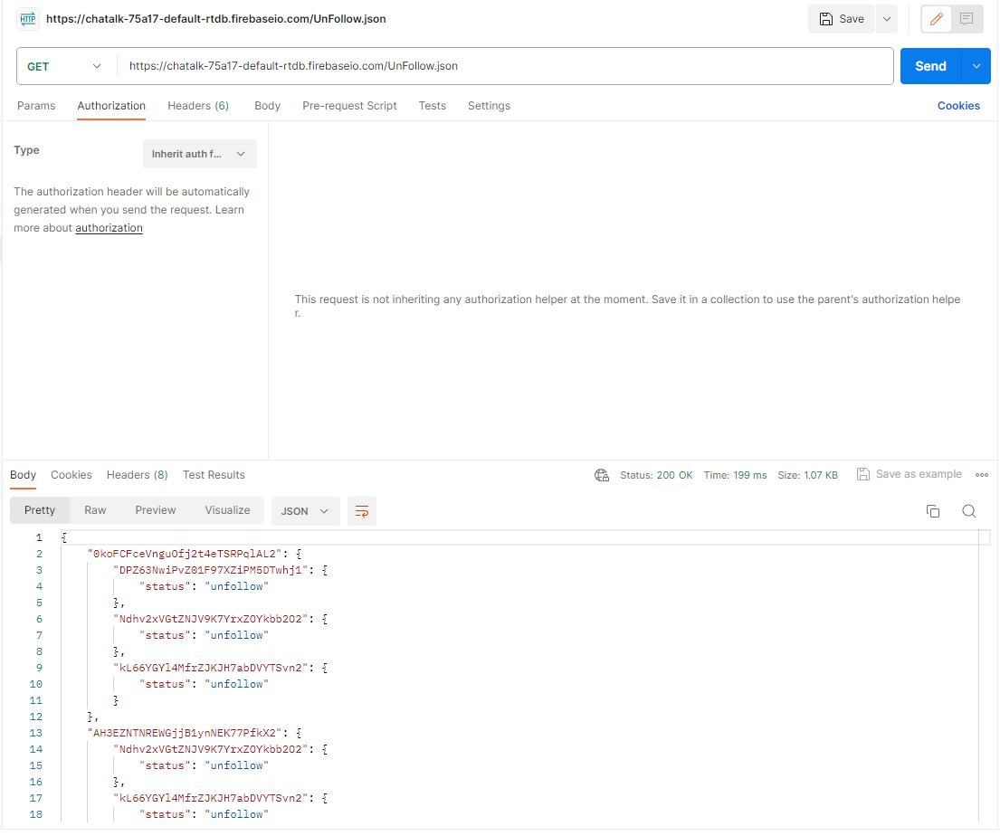 HTTP https://chatalk-75a17-default-rtdb.firebaseio.com/UnFollow.json Save
GET https://chatalk-75a17-default-rtdb.firebaseio.com/UnFollow.json Send
Params Authorization Headers (6) Body Pre-request Script Tests Settings Cookies
Type Inherit auth f...
The authorization header will be automatically
generated when you send the request. Learn
more about authorization
This request is not inheriting any authorization helper at the moment. Save it in a collection to use the parent's authorization helpe
r.
Body Cookies Headers (8) Test Results Status: 200 OK Time: 199 ms Size: 1.07 KB Save as example
Pretty Raw Preview Visualize JSON
1 {
2 "0koFCFceVnguOfj2t4eTSRPqlAL2": {
3 "DPZ63NwiPvZ01F97XZiPM5DTwhj1": {
4 "status": "unfollow"
5 },
6 "Ndhv2xVGtZNJV9K7YrxZOYkbb2O2": {
7 "status": "unfollow"
8 },
9 "kL66YGYl4MfrZJKJH7abDVYTSvn2": {
10 "status": "unfollow"
11 }
12 },
13 "AH3EZNTNREWGjjB1ynNEK77PfkX2": {
14 "Ndhv2xVGtZNJV9K7YrxZOYkbb2O2": {
15 "status": "unfollow"
16 },
17 "kL66YGYl4MfrZJKJH7abDVYTSvn2": {
18 "status": "unfollow"